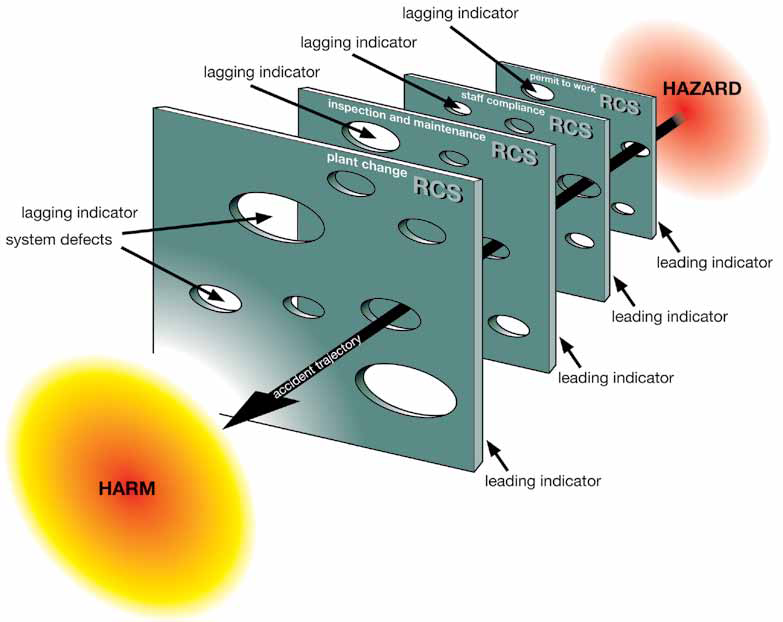 lagging indicator
lagging indicator
lagging indicator
permit to work
RCS
HAZARD
staff compliance
RCS
inspection and maintenance
RCS
plant change
RCS
lagging indicator
system defects
leading indicator
leading indicator
leading indicator
accident trajectory
leading indicator
HARM